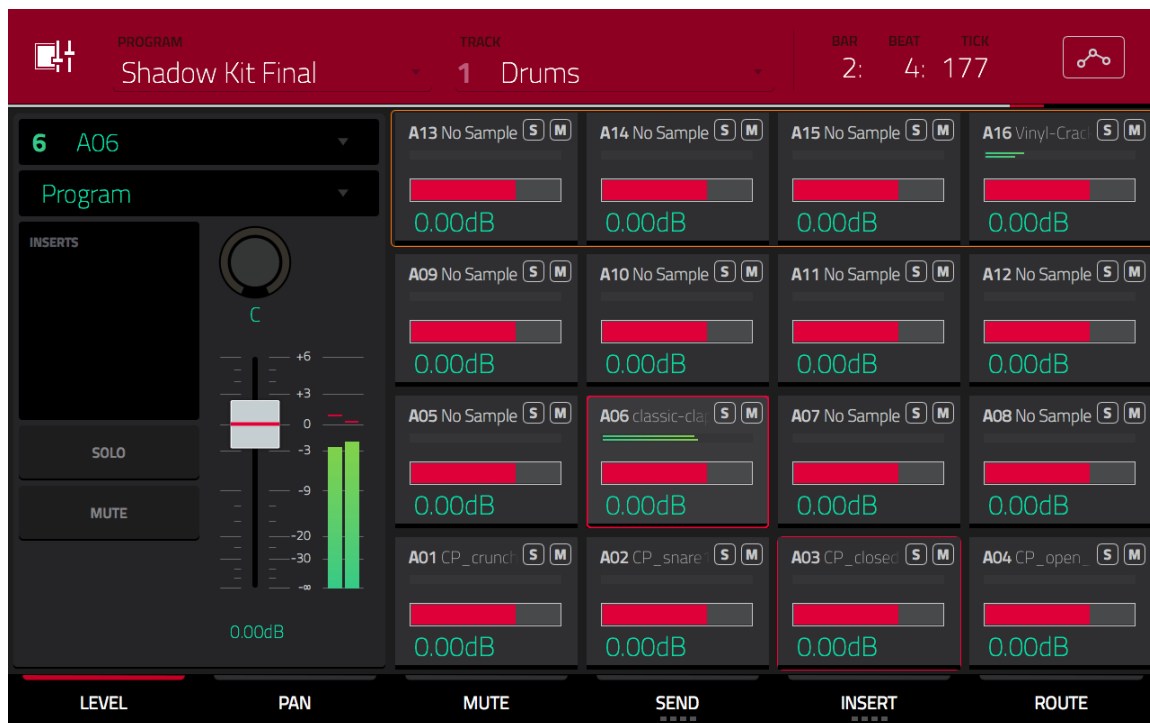 PROGRAM
Shadow Kit Final
TRACK
1 Drums
BAR BEAT TICK
2: 4: 177
6 A06
Program
INSERTS
C
+6
+3
0
-3
-9
-20
-30
-∞
SOLO
MUTE
0.00dB
A13 No Sample S M
0.00dB
A14 No Sample S M
0.00dB
A15 No Sample S M
0.00dB
A16 Vinyl-Crac S M
0.00dB
A09 No Sample S M
0.00dB
A10 No Sample S M
0.00dB
A11 No Sample S M
0.00dB
A12 No Sample S M
0.00dB
A05 No Sample S M
0.00dB
A06 classic-cla S M
0.00dB
A07 No Sample S M
0.00dB
A08 No Sample S M
0.00dB
A01 CP_crunch S M
0.00dB
A02 CP_snare S M
0.00dB
A03 CP_closed S M
0.00dB
A04 CP_open_ S M
0.00dB
LEVEL PAN MUTE SEND INSERT ROUTE